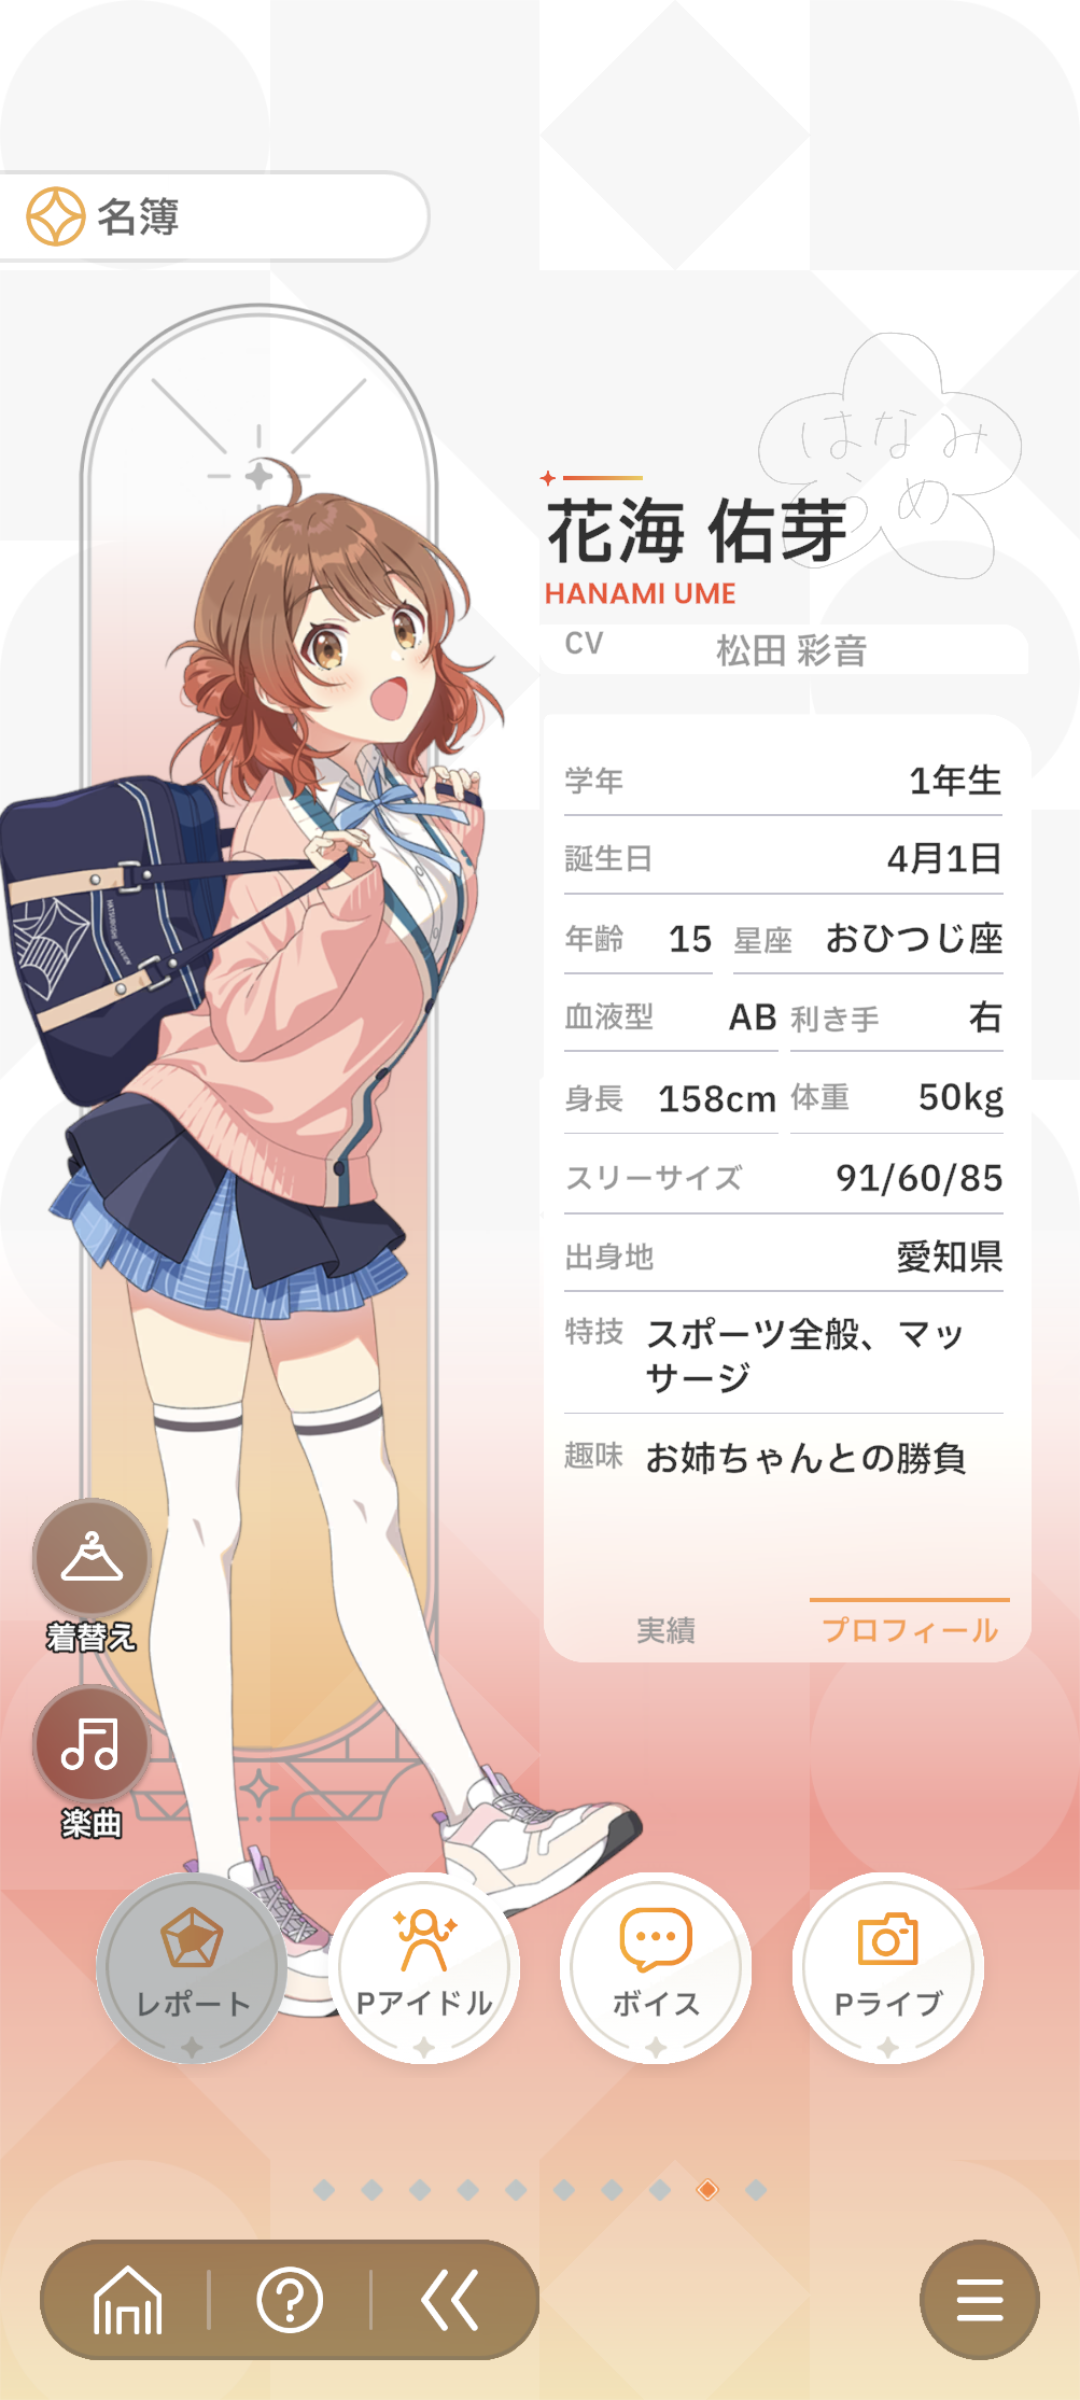 名簿
はなみ
うめ
花海 佑芽
HANAMI UME
CV 松田 彩音
学年 1年生
誕生日 4月1日
年齢 15 星座 おひつじ座
血液型 AB 利き手 右
身長 158cm 体重 50kg
スリーサイズ 91/60/85
出身地 愛知県
特技 スポーツ全般、マッ
サージ
趣味 お姉ちゃんとの勝負
実績 プロフィール
着替え
楽曲
レポート Pアイドル ボイス Pライブ